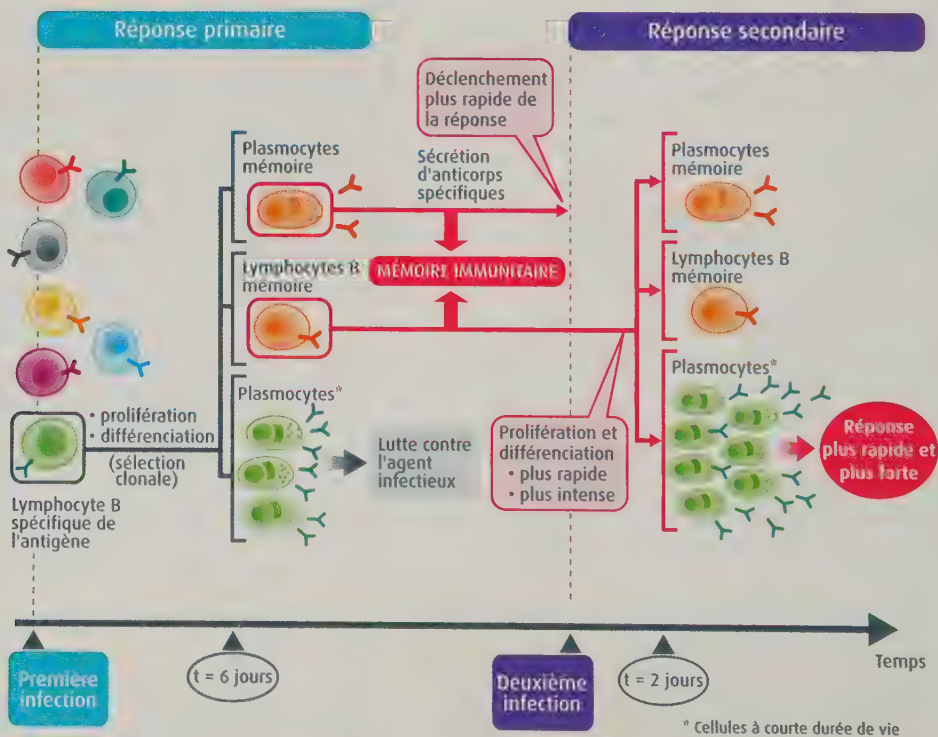 Réponse primaire
Réponse secondaire
Déclenchement
plus rapide de
la réponse
Plasmocytes
mémoire
Sécrétion
d'anticorps
spécifiques
Plasmocytes
mémoire
Lymphocytes B
mémoire
MÉMOIRE IMMUNITAIRE
Lymphocytes B
mémoire
Plasmocytes*
Plasmocytes*
• prolifération
• différenciation
(sélection
clonale)
Lutte contre
l'agent
infectieux
Prolifération et
différenciation
• plus rapide
• plus intense
Réponse
plus rapide et
plus forte
Lymphocyte B
spécifique de
l'antigène
Temps
Première
infection
t = 6 jours
Deuxième
infection
t = 2 jours
* Cellules à courte durée de vie